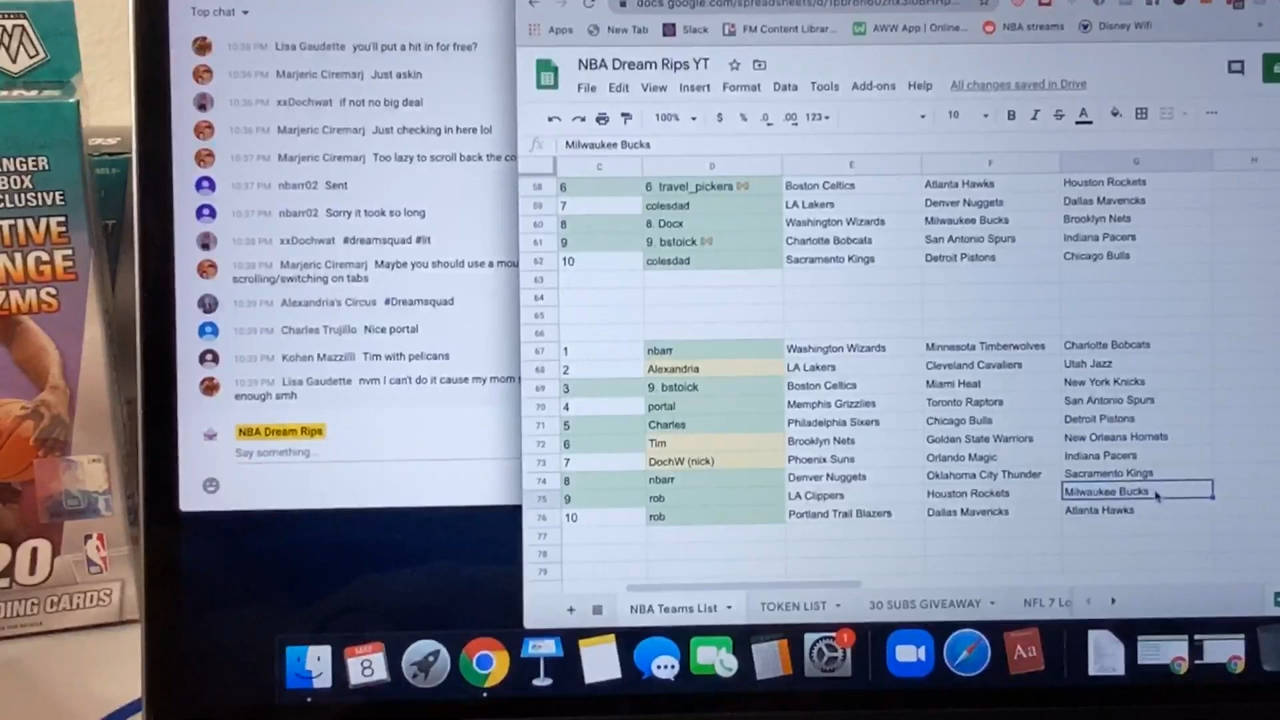 Top chat
10:36 PM Lisa Gaudette you'll put a hit in for free?
10:36 PM Marjeric Ciremarj Just askin
10:36 PM xxDochwat if not no big deal
10:36 PM Marjeric Ciremarj Just checking in here lol
10:37 PM Marjeric Ciremarj Too lazy to scroll back the co
10:37 PM nbarr02 Sent
10:37 PM nbarr02 Sorry it took so long
10:38 PM xxDochwat #dreamsquad #lit
10:38 PM Marjeric Ciremarj Maybe you should use a mou
scrolling/switching on tabs
10:39 PM Alexandria's Circus #Dreamsquad
10:39 PM Charles Trujillo Nice portal
10:39 PM Kohen Mazzilli Tim with pelicans
10:39 PM Lisa Gaudette nvm I can't do it cause my mom
enough smh
NBA Dream Rips
Say something...
Apps New Tab Slack FM Content Librar... AWW App | Online... NBA streams Disney Wifi
NBA Dream Rips YT
File Edit View Insert Format Data Tools Add-ons Help All changes saved in Drive
100% $ % .0 .00 123 10 B I S A
fx Milwaukee Bucks
C D E F G H
58 6 6 travel_pickers Boston Celtics Atlanta Hawks Houston Rockets
59 7 colesdad LA Lakers Denver Nuggets Dallas Mavericks
60 8 8. Docx Washington Wizards Milwaukee Bucks Brooklyn Nets
61 9 9. bstoick Charlotte Bobcats San Antonio Spurs Indiana Pacers
62 10 colesdad Sacramento Kings Detroit Pistons Chicago Bulls
63
64
65
66
67 1 nbarr Washington Wizards Minnesota Timberwolves Charlotte Bobcats
68 2 Alexandria LA Lakers Cleveland Cavaliers Utah Jazz
69 3 9. bstoick Boston Celtics Miami Heat New York Knicks
70 4 portal Memphis Grizzlies Toronto Raptors San Antonio Spurs
71 5 Charles Philadelphia Sixers Chicago Bulls Detroit Pistons
72 6 Tim Brooklyn Nets Golden State Warriors New Orleans Hornets
73 7 DochW (nick) Phoenix Suns Orlando Magic Indiana Pacers
74 8 nbarr Denver Nuggets Oklahoma City Thunder Sacramento Kings
75 9 rob LA Clippers Houston Rockets Milwaukee Bucks
76 10 rob Portland Trail Blazers Dallas Mavericks Atlanta Hawks
77
78
79
NBA Teams List TOKEN LIST 30 SUBS GIVEAWAY NFL 7 Lo
MAY
8
1
Aa
ANGER
BOX
CLUSIVE
TIVE
NGE
ZMS
20
DING CARDS